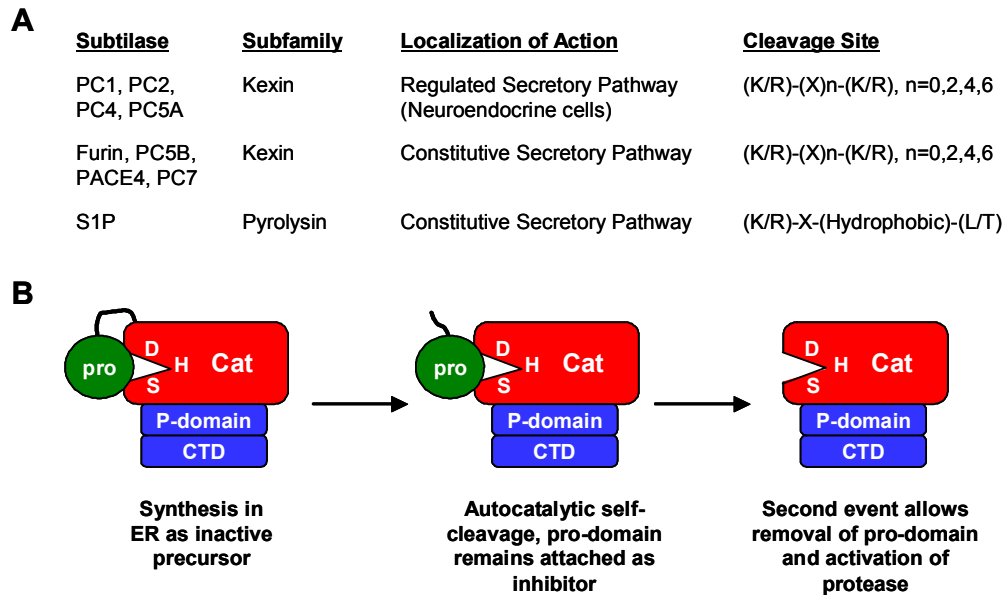 A
Subtilase Subfamily Localization of Action Cleavage Site
PC1, PC2, Kexin Regulated Secretory Pathway (K/R)-(X)n-(K/R), n=0,2,4,6
PC4, PC5A (Neuroendocrine cells)
Furin, PC5B, Kexin Constitutive Secretory Pathway (K/R)-(X)n-(K/R), n=0,2,4,6
PACE4, PC7
S1P Pyrolysin Constitutive Secretory Pathway (K/R)-X-(Hydrophobic)-(L/T)
B
pro
D
H
S
Cat
P-domain
CTD
Synthesis in
ER as inactive
precursor
pro
D
H
S
Cat
P-domain
CTD
Autocatalytic self-
cleavage, pro-domain
remains attached as
inhibitor
D
H
S
Cat
P-domain
CTD
Second event allows
removal of pro-domain
and activation of
protease